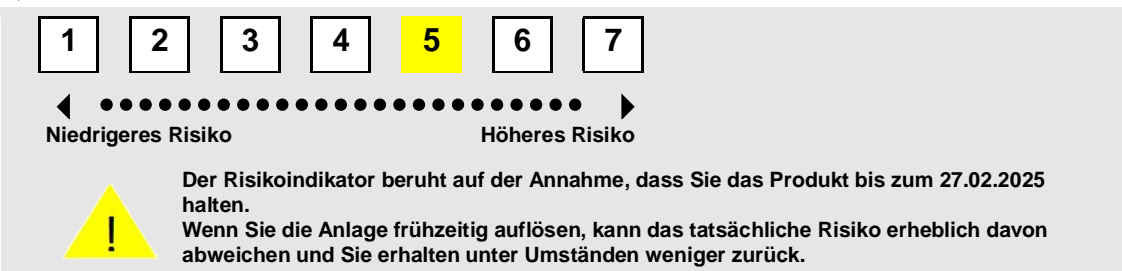 1 2 3 4 5 6 7
Niedrigeres Risiko Höheres Risiko
Der Risikoindikator beruht auf der Annahme, dass Sie das Produkt bis zum 27.02.2025
halten.
! Wenn Sie die Anlage frühzeitig auflösen, kann das tatsächliche Risiko erheblich davon
abweichen und Sie erhalten unter Umständen weniger zurück.